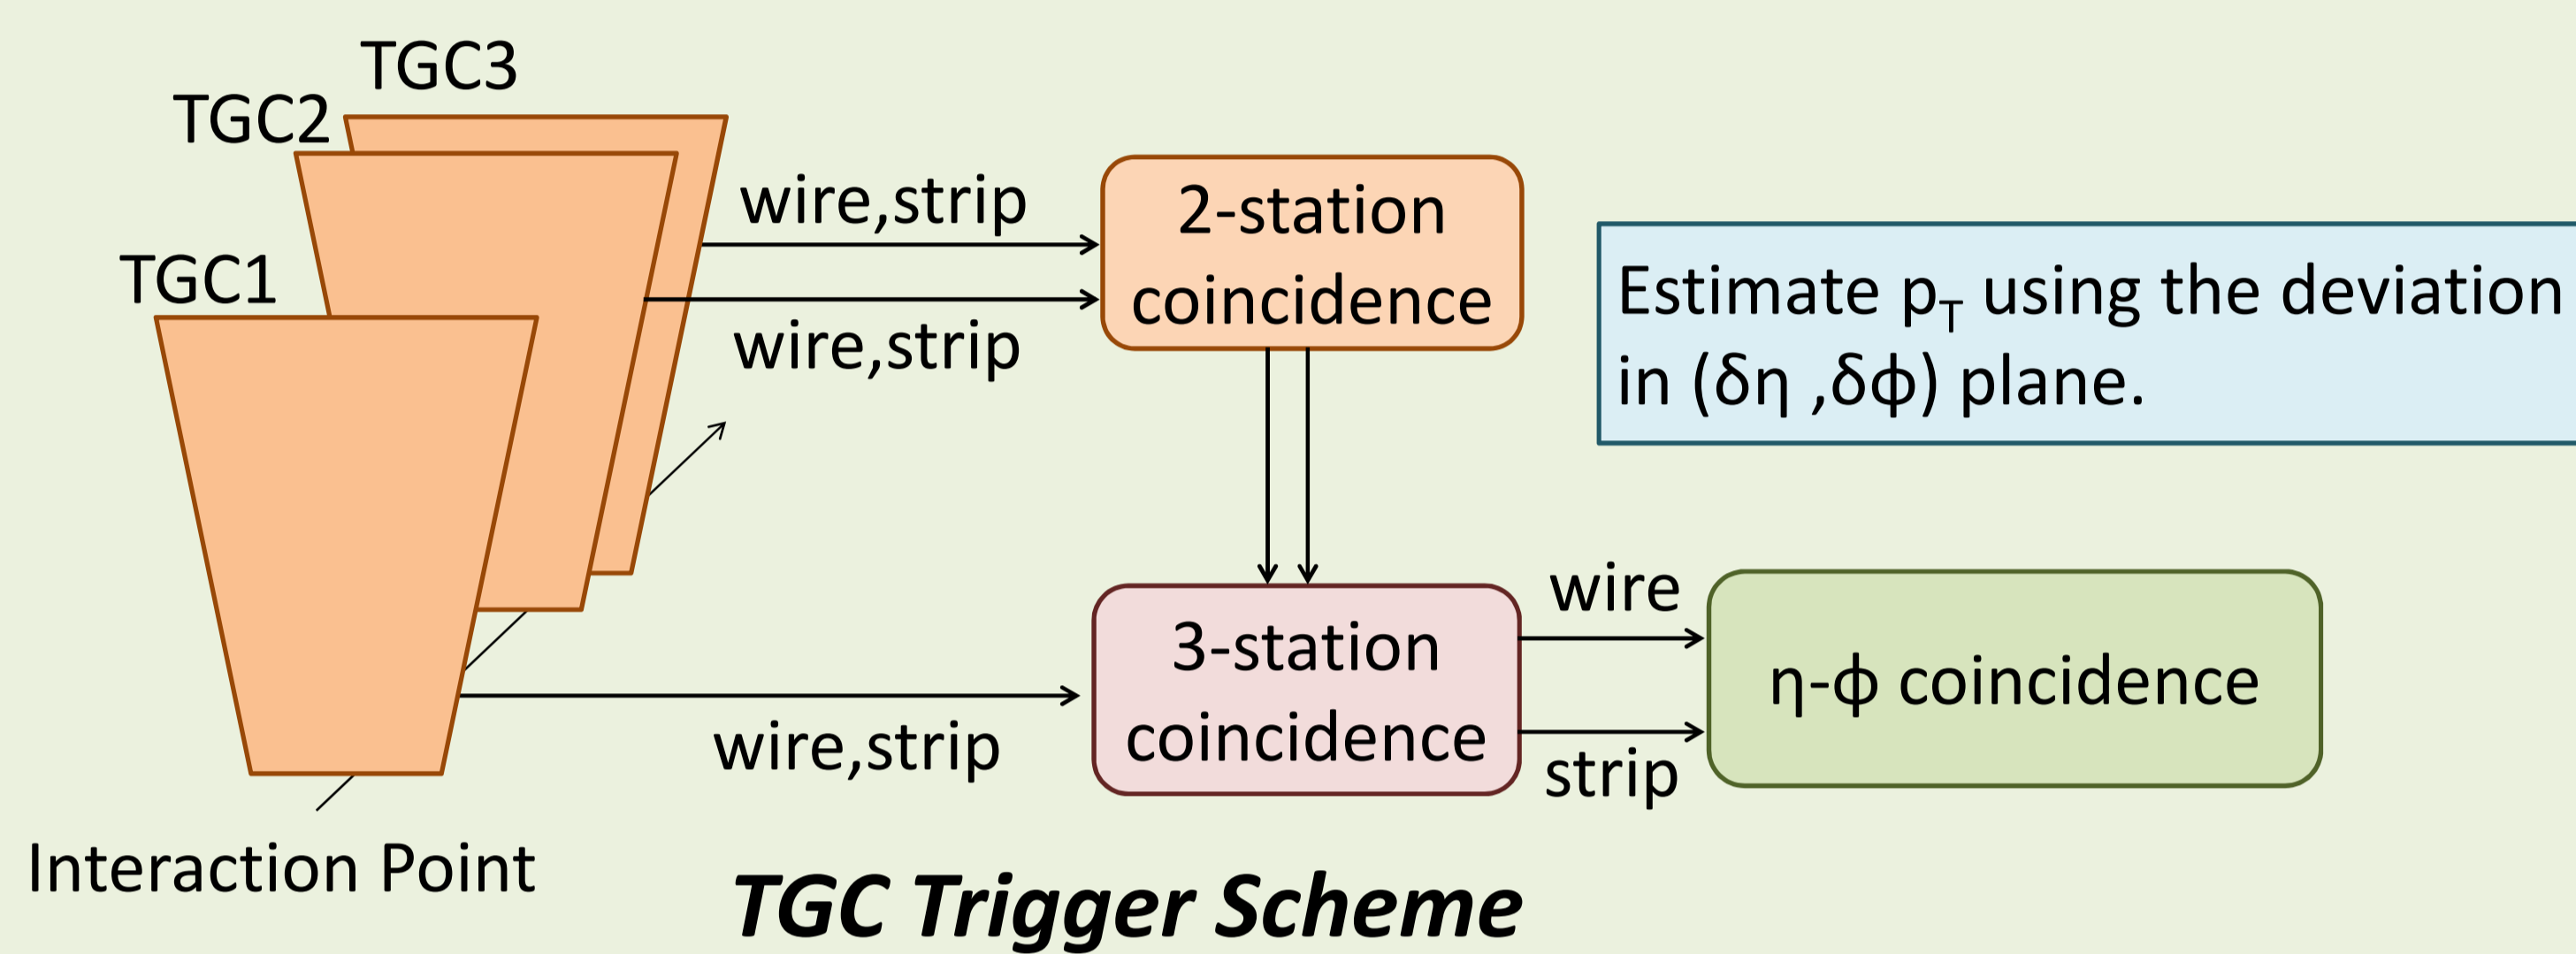 TGC3
TGC2
TGC1
wire,strip
wire,strip
2-station
coincidence
Estimate pT using the deviation
in (δη ,δϕ) plane.
wire,strip
3-station
coincidence
wire
strip
η-ϕ coincidence
Interaction Point
TGC Trigger Scheme